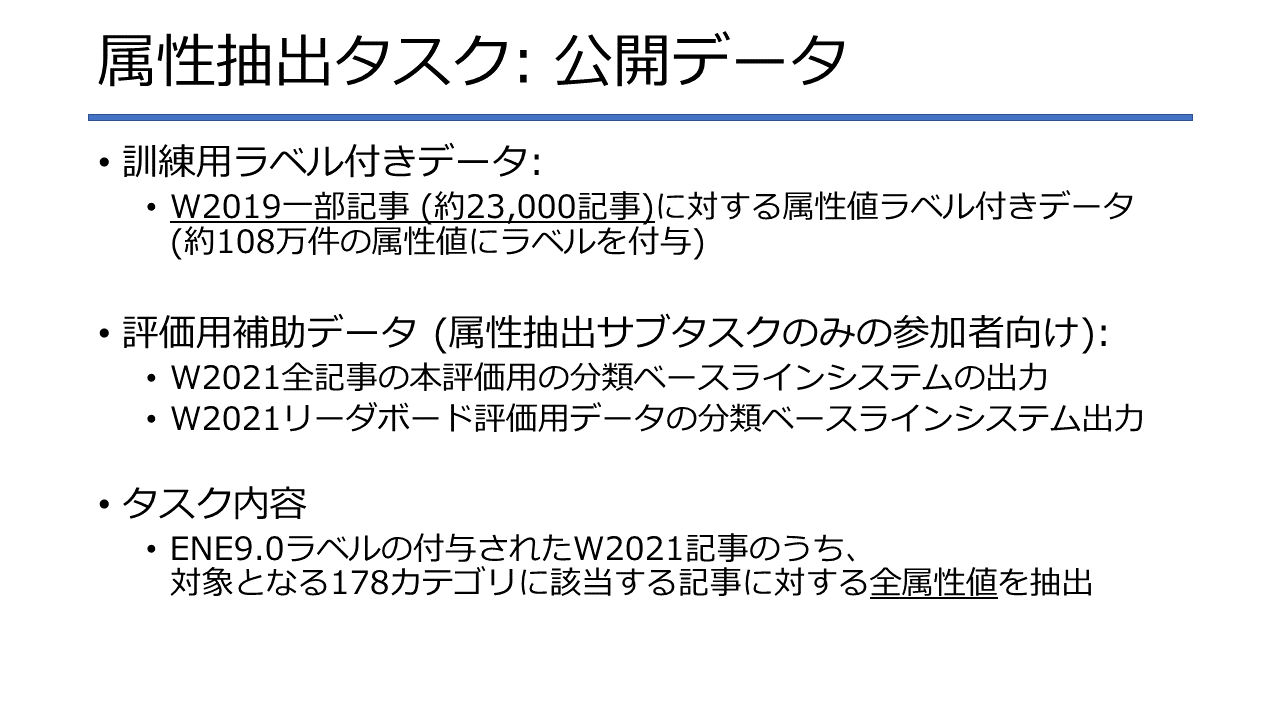 属性抽出タスク: 公開データ
• 訓練用ラベル付きデータ:
• W2019一部記事 (約23,000記事)に対する属性値ラベル付きデータ
(約108万件の属性値にラベルを付与)
• 評価用補助データ (属性抽出サブタスクのみの参加者向け):
• W2021全記事の本評価用の分類ベースラインシステムの出力
• W2021リーダボード評価用データの分類ベースラインシステム出力
• タスク内容
• ENE9.0ラベルの付与されたW2021記事のうち、
対象となる178カテゴリに該当する記事に対する全属性値を抽出